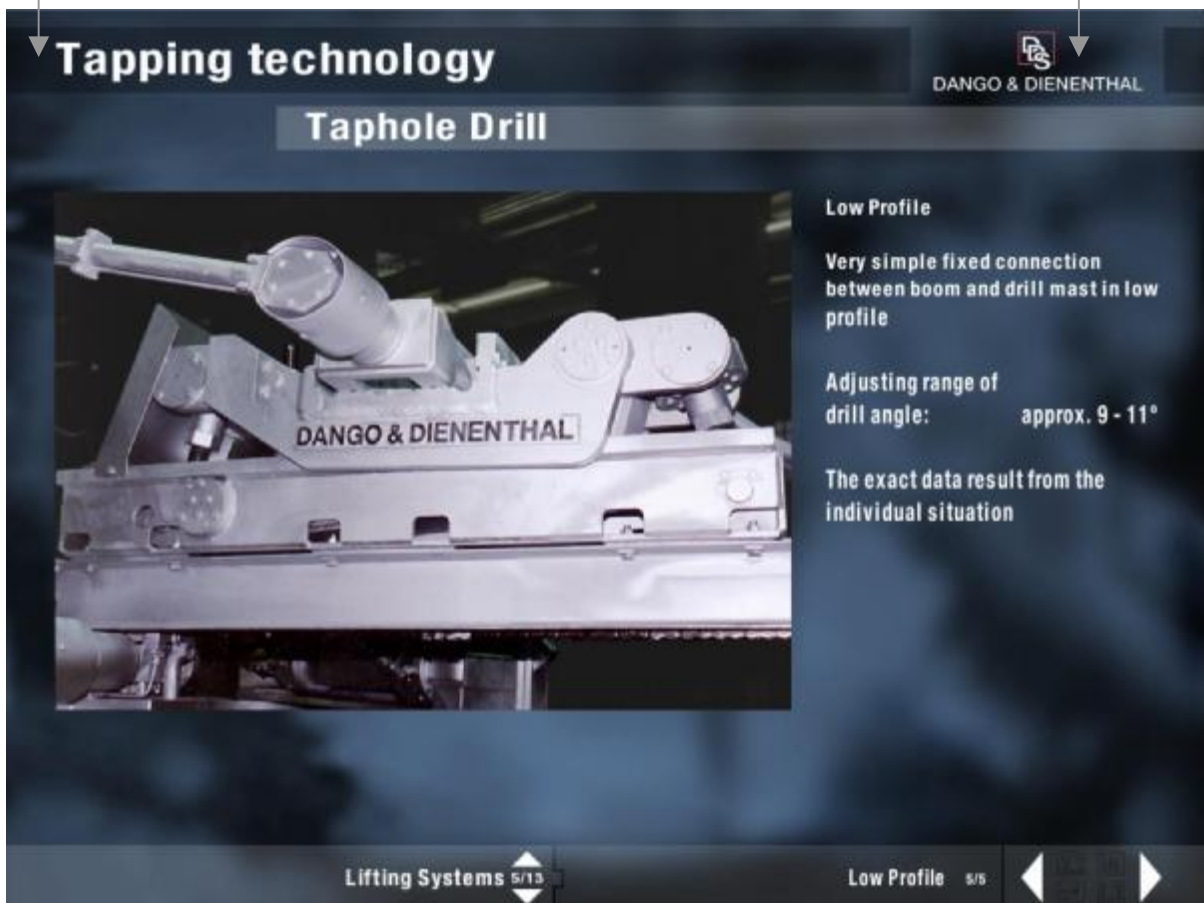 Tapping technology
DDS
DANGO & DIENENTHAL
Taphole Drill
Low Profile
Very simple fixed connection
between boom and drill mast in low
profile
Adjusting range of
drill angle: approx. 9 - 11°
The exact data result from the
individual situation
DANGO & DIENENTHAL
Lifting Systems 5/13
Low Profile 5/5